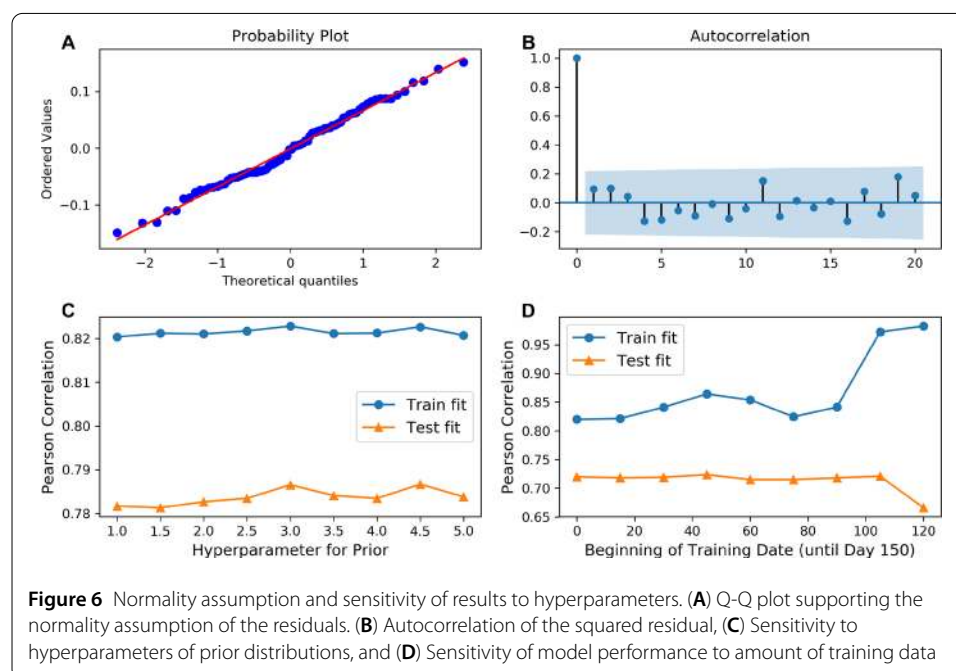 A
Probability Plot
0.1
0.0
−0.1
Ordered Values
−2
−1
0
1
2
Theoretical quantiles
B
Autocorrelation
1.0
0.8
0.6
0.4
0.2
0.0
−0.2
0
5
10
15
20
C
0.82
0.81
0.80
0.79
0.78
Pearson Correlation
Train fit
Test fit
1.0
1.5
2.0
2.5
3.0
3.5
4.0
4.5
5.0
Hyperparameter for Prior
D
0.95
0.90
0.85
0.80
0.75
0.70
0.65
Pearson Correlation
Train fit
Test fit
0
20
40
60
80
100
120
Beginning of Training Date (until Day 150)
Figure 6 Normality assumption and sensitivity of results to hyperparameters. (A) Q-Q plot supporting the
normality assumption of the residuals. (B) Autocorrelation of the squared residual, (C) Sensitivity to
hyperparameters of prior distributions, and (D) Sensitivity of model performance to amount of training data